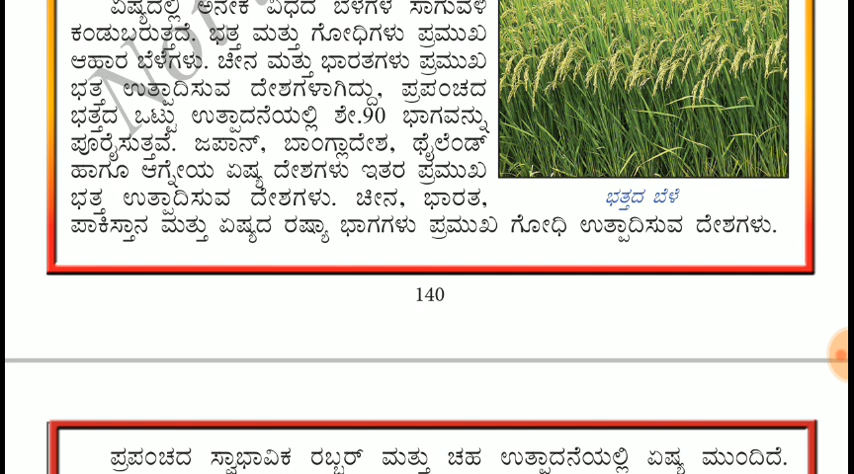 ಏಷ್ಯದಲ್ಲಿ ಅನೇಕ ವಿಧದ ಬೆಳೆಗಳ ಸಾಗುವಳಿ
ಕಂಡುಬರುತ್ತದೆ. ಭತ್ತ ಮತ್ತು ಗೋಧಿಗಳು ಪ್ರಮುಖ
ಆಹಾರ ಬೆಳೆಗಳು. ಚೀನ ಮತ್ತು ಭಾರತಗಳು ಪ್ರಮುಖ
ಭತ್ತ ಉತ್ಪಾದಿಸುವ ದೇಶಗಳಾಗಿದ್ದು, ಪ್ರಪಂಚದ
ಭತ್ತದ ಒಟ್ಟು ಉತ್ಪಾದನೆಯಲ್ಲಿ ಶೇ.90 ಭಾಗವನ್ನು
ಪೂರೈಸುತ್ತವೆ. ಜಪಾನ್, ಬಾಂಗ್ಲಾದೇಶ, ಥೈಲೆಂಡ್
ಹಾಗೂ ಆಗ್ನೇಯ ಏಷ್ಯ ದೇಶಗಳು ಇತರ ಪ್ರಮುಖ
ಭತ್ತ ಉತ್ಪಾದಿಸುವ ದೇಶಗಳು. ಚೀನ, ಭಾರತ,
ಭತ್ತದ ಬೆಳೆ
ಪಾಕಿಸ್ತಾನ ಮತ್ತು ಏಷ್ಯದ ರಷ್ಯಾ ಭಾಗಗಳು ಪ್ರಮುಖ ಗೋಧಿ ಉತ್ಪಾದಿಸುವ ದೇಶಗಳು.
140
ಪ್ರಪಂಚದ ಸ್ವಾಭಾವಿಕ ರಬ್ಬರ್ ಮತ್ತು ಚಹ ಉತ್ಪಾದನೆಯಲ್ಲಿ ಏಷ್ಯ ಮುಂದಿದೆ.